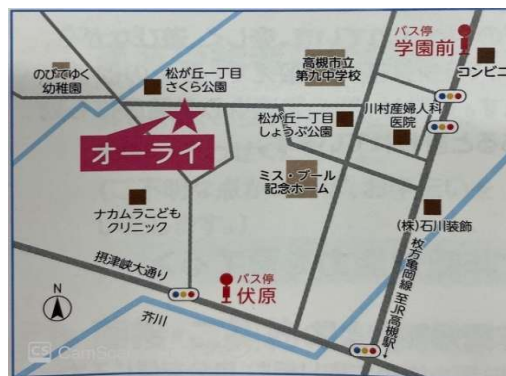 バス停
学園前
コンビニ
のびてゆく
幼稚園
松が丘一丁目
さくら公園
高槻市立
第九中学校
松が丘一丁目
しょうぶ公園
川村産婦人科
医院
オーライ
ミス・プール
記念ホーム
ナカムラこども
クリニック
(株)石川装飾
摂津峡大通り
バス停
伏原
枚方亀岡線
至JR高槻駅
N
芥川
CS CamS